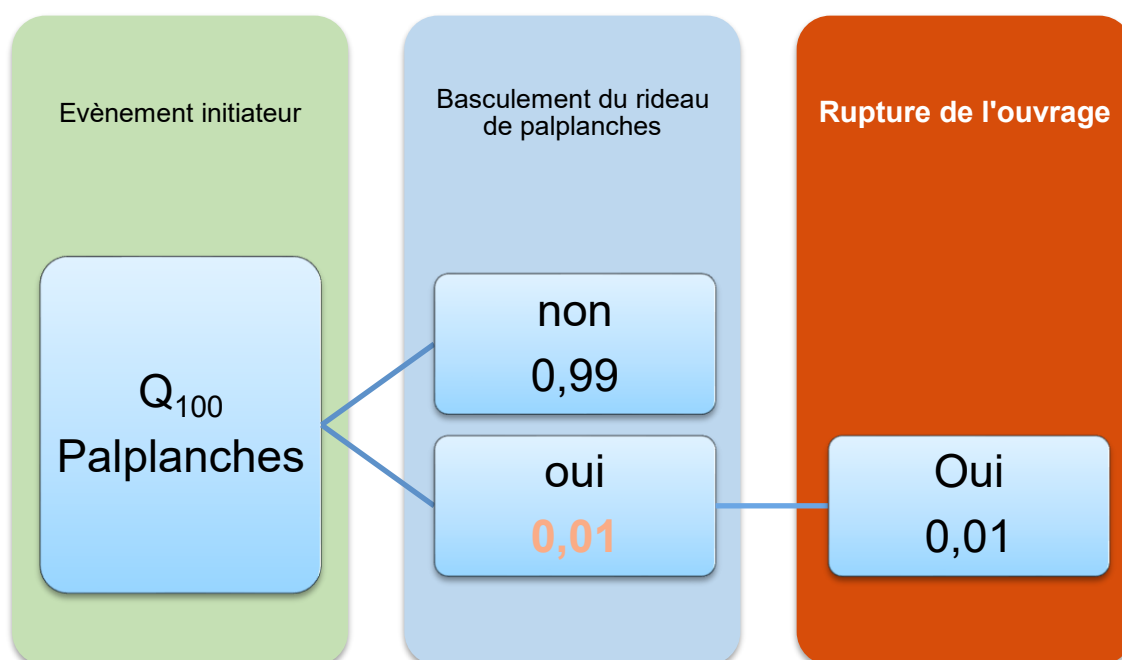 Evènement initiateur
Basculement du rideau
de palplanches
Rupture de l'ouvrage
Q₁₀₀
Palplanches
non
0,99
oui
0,01
Oui
0,01